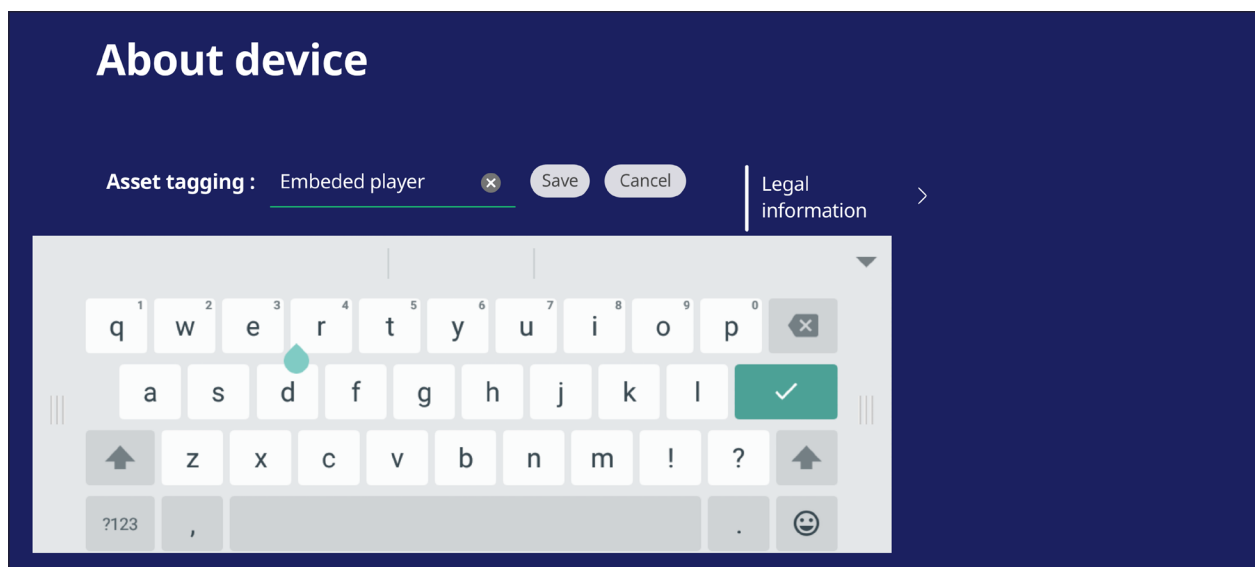 About device
Asset tagging : Embeded player Save Cancel
Legal
information
1 2 3 4 5 6 7 8 9 0
q w e r t y u i o p
a s d f g h j k l
z x c v b n m ! ?
?123 , .